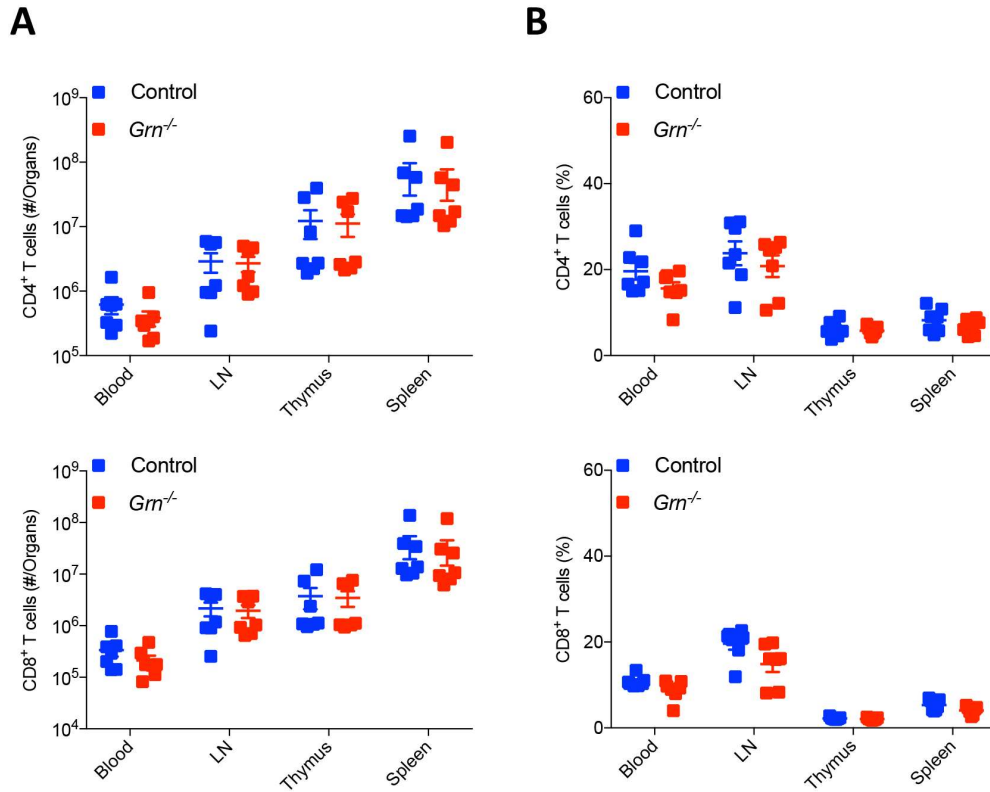 A
B
Control
Grn-/-
10⁹
10⁸
10⁷
10⁶
10⁵
CD4⁺ T cells (#/Organs)
Blood
LN
Thymus
Spleen
Control
Grn-/-
60
40
20
0
CD4⁺ T cells (%)
Blood
LN
Thymus
Spleen
Control
Grn-/-
10⁹
10⁸
10⁷
10⁶
10⁵
10⁴
CD8⁺ T cells (#/Organs)
Blood
LN
Thymus
Spleen
Control
Grn-/-
60
40
20
0
CD8⁺ T cells (%)
Blood
LN
Thymus
Spleen